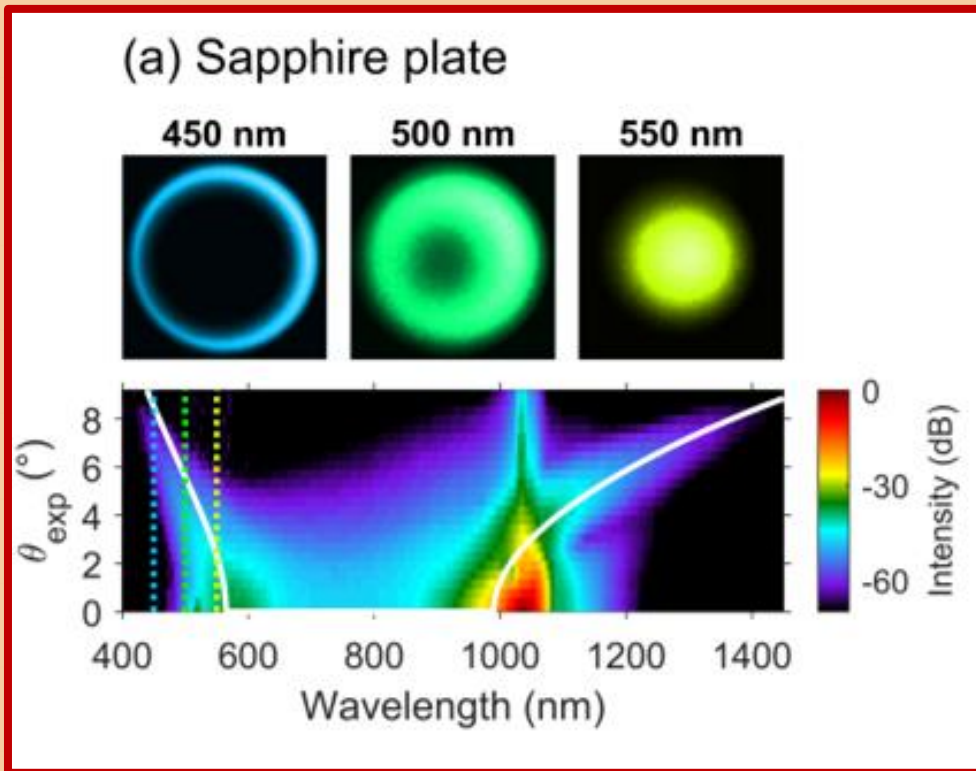 (a) Sapphire plate
450 nm 500 nm 550 nm
8
6
4
2
0
θexp (°)
400 600 800 1000 1200 1400
Wavelength (nm)
0
-30
-60
Intensity (dB)